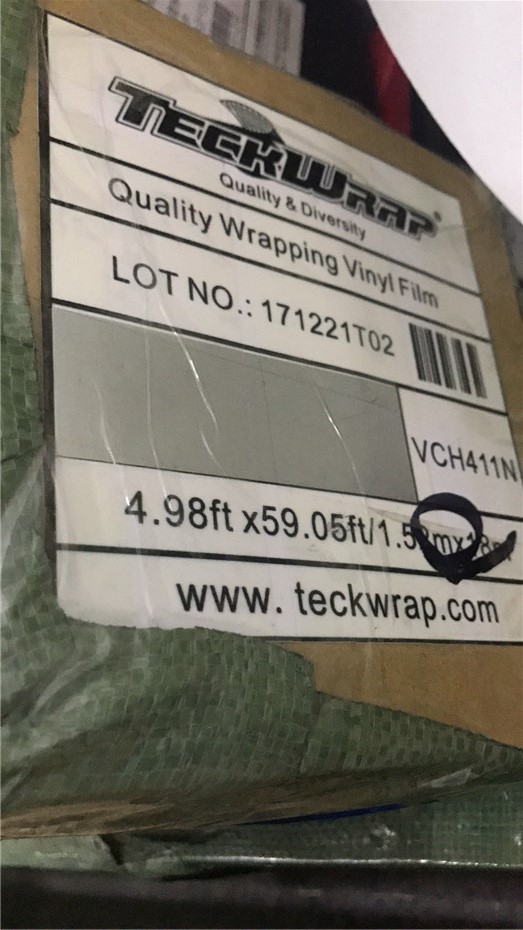 TECKWRAP®
Quality & Diversity
Quality Wrapping Vinyl Film
LOT NO.: 171221T02
VCH411N
4.98ft x59.05ft/1.52mx18m
www. teckwrap.com